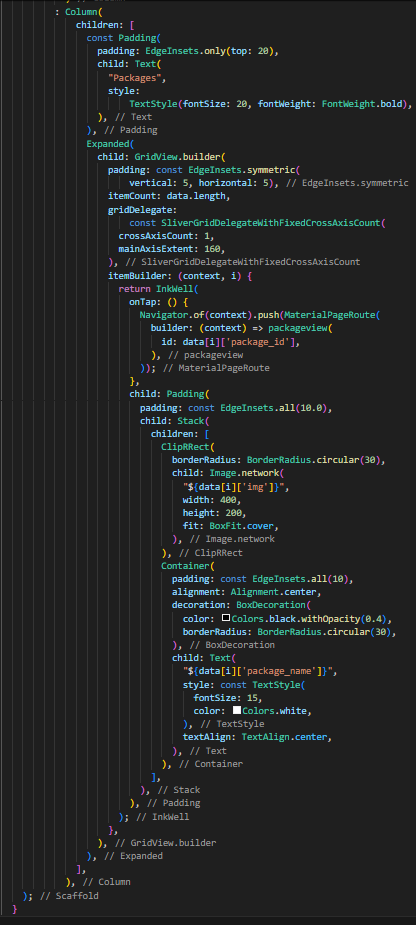 : Column(
children: [
const Padding(
padding: EdgeInsets.only(top: 20),
child: Text(
"Packages",
style:
TextStyle(fontSize: 20, fontWeight: FontWeight.bold),
), // Text
), // Padding
Expanded(
child: GridView.builder(
padding: const EdgeInsets.symmetric(
vertical: 5, horizontal: 5), // EdgeInsets.symmetric
itemCount: data.length,
gridDelegate:
const SliverGridDelegateWithFixedCrossAxisCount(
crossAxisCount: 1,
mainAxisExtent: 160,
), // SliverGridDelegateWithFixedCrossAxisCount
itemBuilder: (context, i) {
return InkWell(
onTap: () {
Navigator.of(context).push(MaterialPageRoute(
builder: (context) => packageview(
id: data[i]['package_id'],
), // packageview
)); // MaterialPageRoute
},
child: Padding(
padding: const EdgeInsets.all(10.0),
child: Stack(
children: [
ClipRRect(
borderRadius: BorderRadius.circular(30),
child: Image.network(
"${data[i]['img']}",
width: 400,
height: 200,
fit: BoxFit.cover,
), // Image.network
), // ClipRRect
Container(
padding: const EdgeInsets.all(10),
alignment: Alignment.center,
decoration: BoxDecoration(
color: Colors.black.withOpacity(0.4),
borderRadius: BorderRadius.circular(30),
), // BoxDecoration
child: Text(
"${data[i]['package_name']}",
style: const TextStyle(
fontSize: 15,
color: Colors.white,
), // TextStyle
textAlign: TextAlign.center,
), // Text
), // Container
],
), // Stack
), // Padding
); // InkWell
},
), // GridView.builder
), // Expanded
],
), // Column
); // Scaffold
}